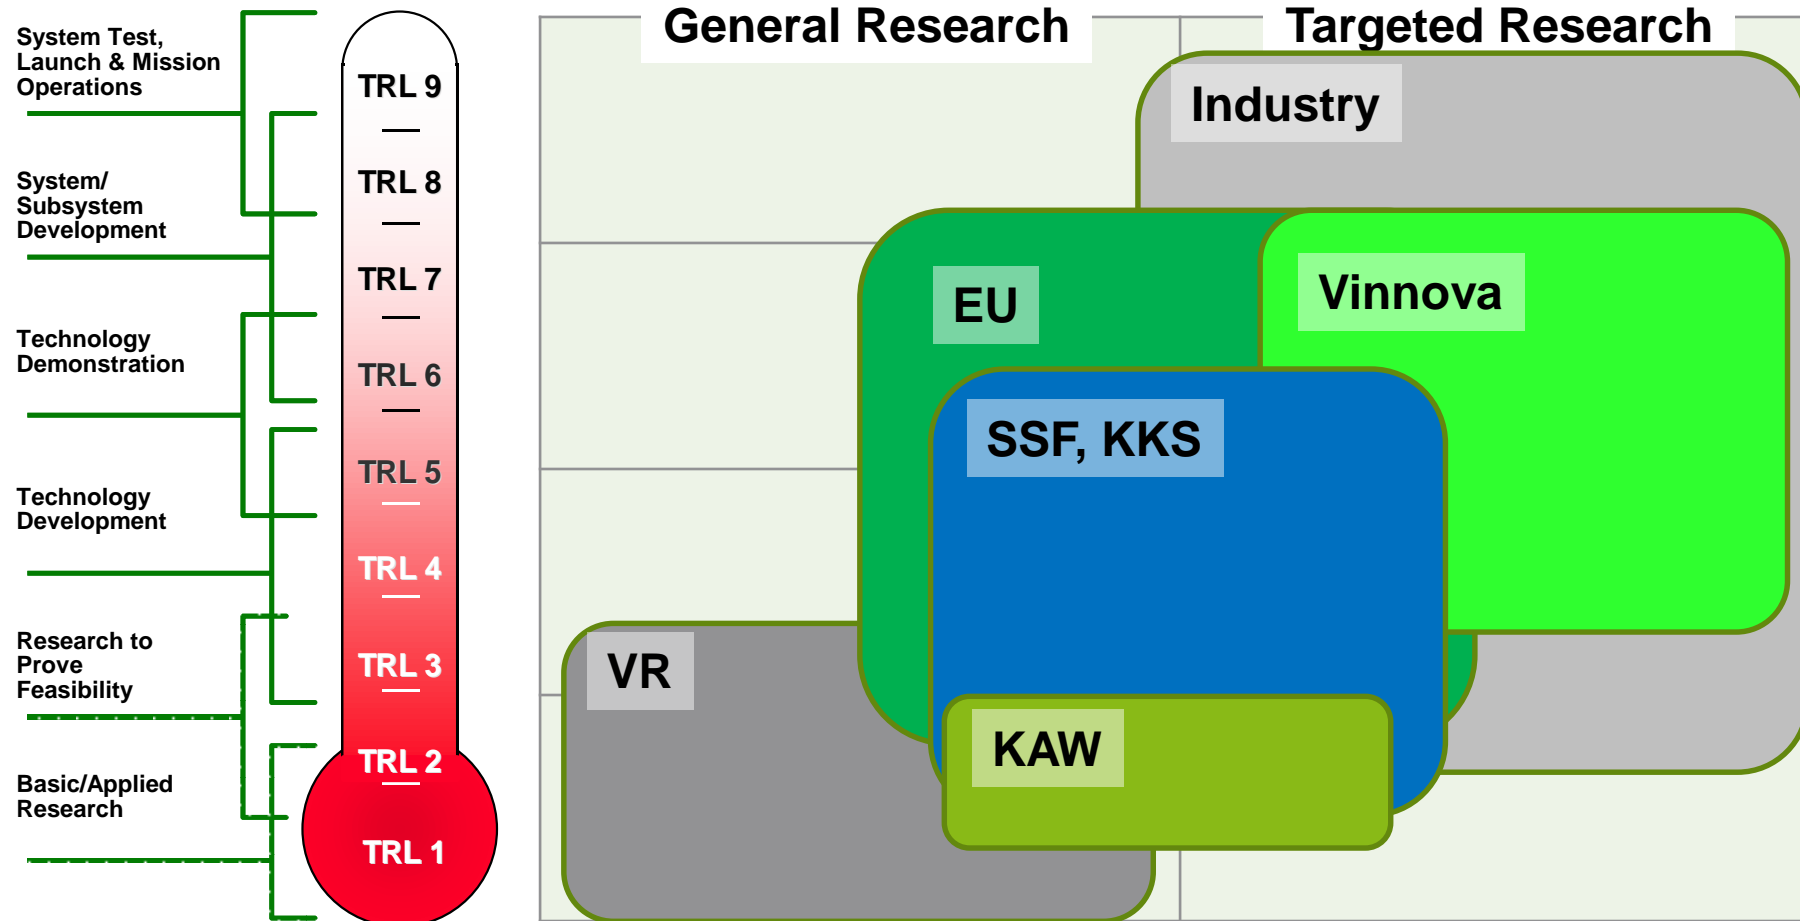 General Research
Targeted Research
System Test,
Launch & Mission
Operations
System/
Subsystem
Development
Technology
Demonstration
Technology
Development
Research to
Prove
Feasibility
Basic/Applied
Research
TRL 9
TRL 8
TRL 7
TRL 6
TRL 5
TRL 4
TRL 3
TRL 2
TRL 1
Industry
EU
Vinnova
SSF, KKS
VR
KAW